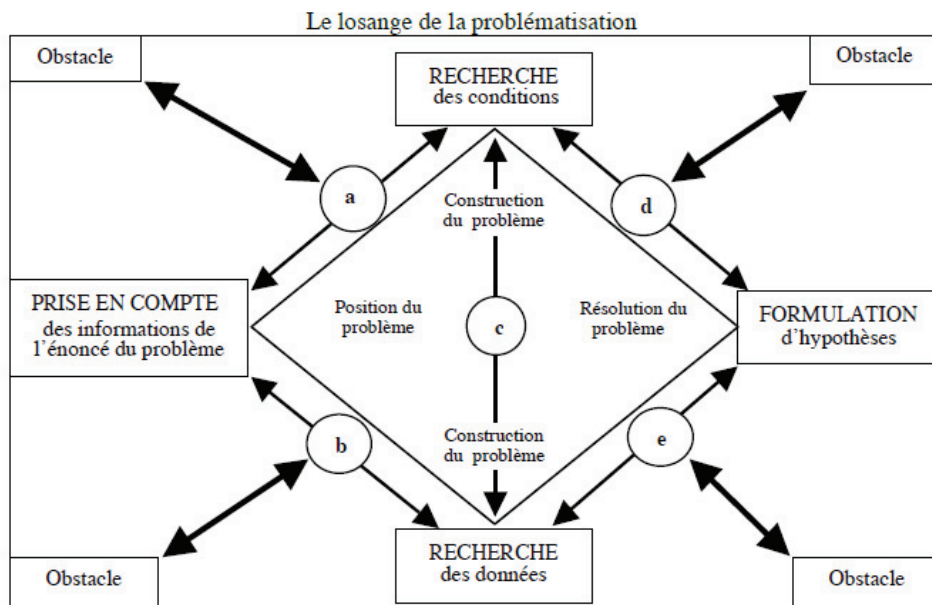 Le losange de la problématisation
Obstacle
Obstacle
RECHERCHE
des conditions
a
d
Construction
du problème
PRISE EN COMPTE
des informations de
l'énoncé du problème
Position du
problème
c
Résolution du
problème
FORMULATION
d'hypothèses
b
e
Construction
du problème
RECHERCHE
des données
Obstacle
Obstacle